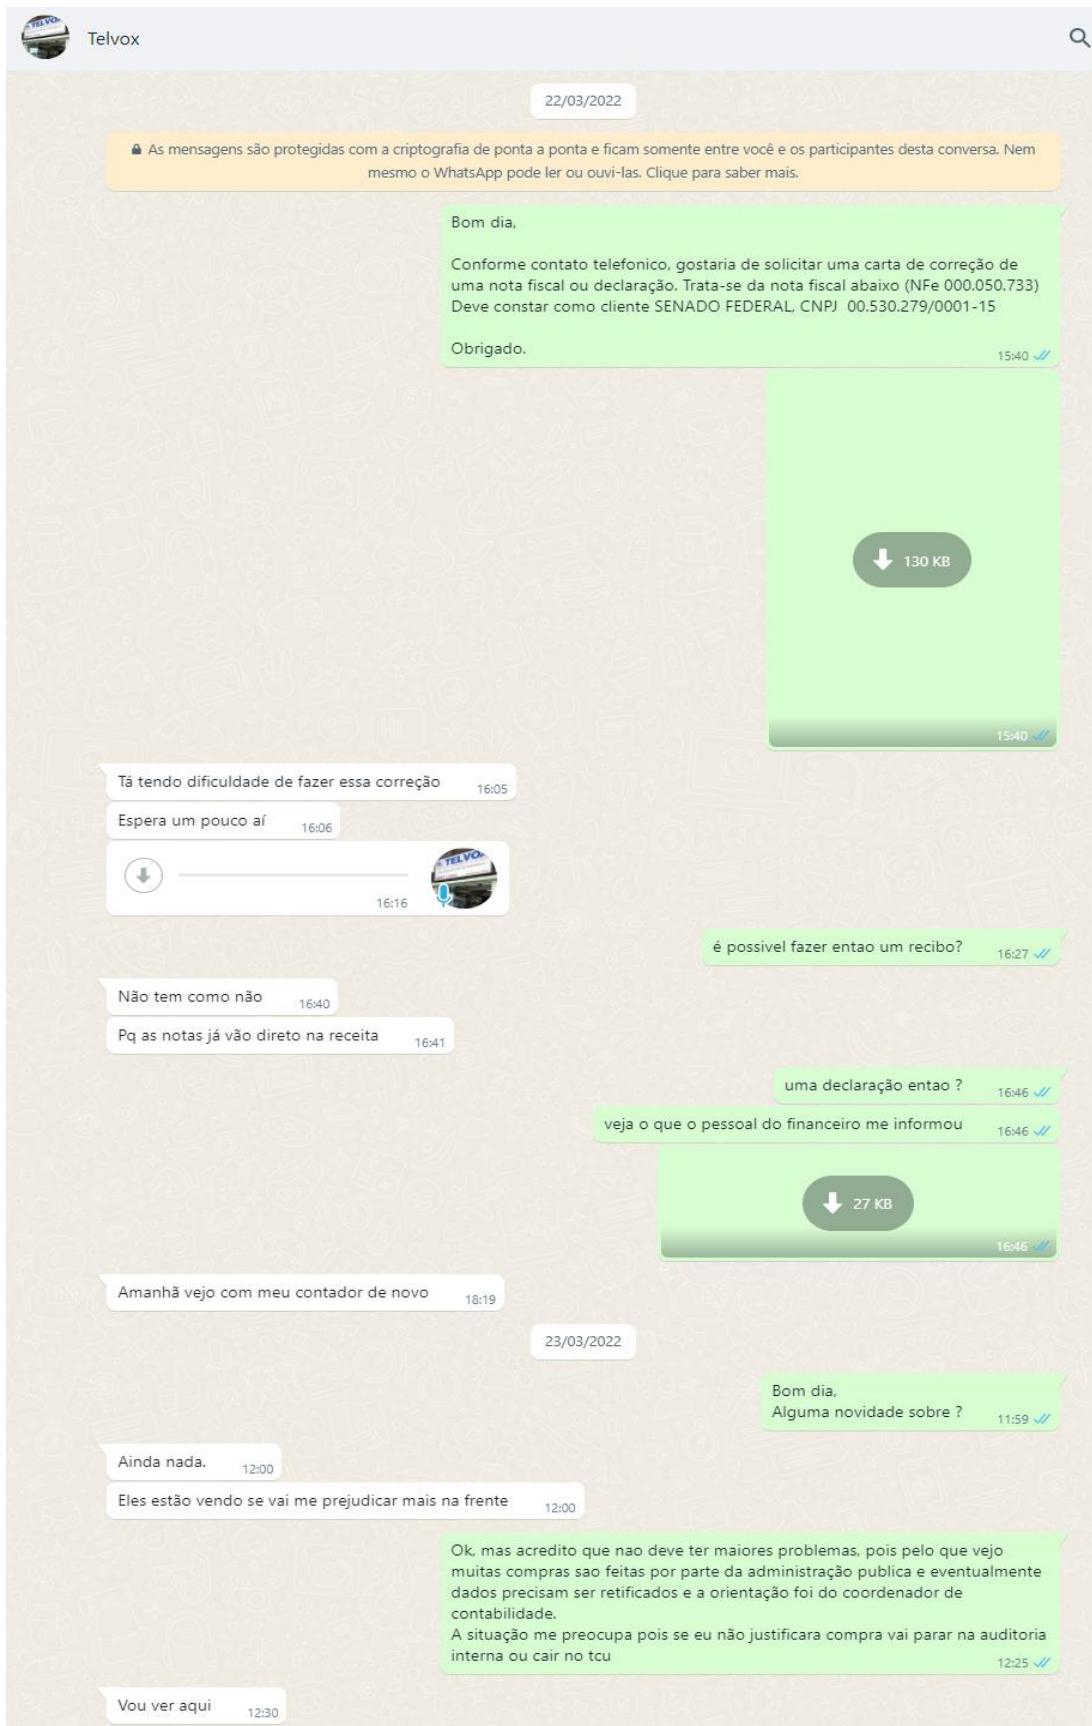 TELVOX
Telvox
22/03/2022
As mensagens são protegidas com a criptografia de ponta a ponta e ficam somente entre você e os participantes desta conversa. Nem
mesmo o WhatsApp pode ler ou ouvi-las. Clique para saber mais.
Bom dia,
Conforme contato telefonico, gostaria de solicitar uma carta de correção de
uma nota fiscal ou declaração. Trata-se da nota fiscal abaixo (NFe 000.050.733)
Deve constar como cliente SENADO FEDERAL, CNPJ 00.530.279/0001-15
Obrigado.
15:40
130 KB
15:40
Tá tendo dificuldade de fazer essa correção 16:05
Espera um pouco aí 16:06
TELVOX
16:16
é possivel fazer entao um recibo? 16:27
Não tem como não 16:40
Pq as notas já vão direto na receita 16:41
uma declaração entao ? 16:46
veja o que o pessoal do financeiro me informou 16:46
27 KB
16:46
Amanhã vejo com meu contador de novo 18:19
23/03/2022
Bom dia,
Alguma novidade sobre ? 11:59
Ainda nada. 12:00
Eles estão vendo se vai me prejudicar mais na frente 12:00
Ok, mas acredito que nao deve ter maiores problemas, pois pelo que vejo
muitas compras sao feitas por parte da administração publica e eventualmente
dados precisam ser retificados e a orientação foi do coordenador de
contabilidade.
A situação me preocupa pois se eu não justificara compra vai parar na auditoria
interna ou cair no tcu
12:25
Vou ver aqui 12:30